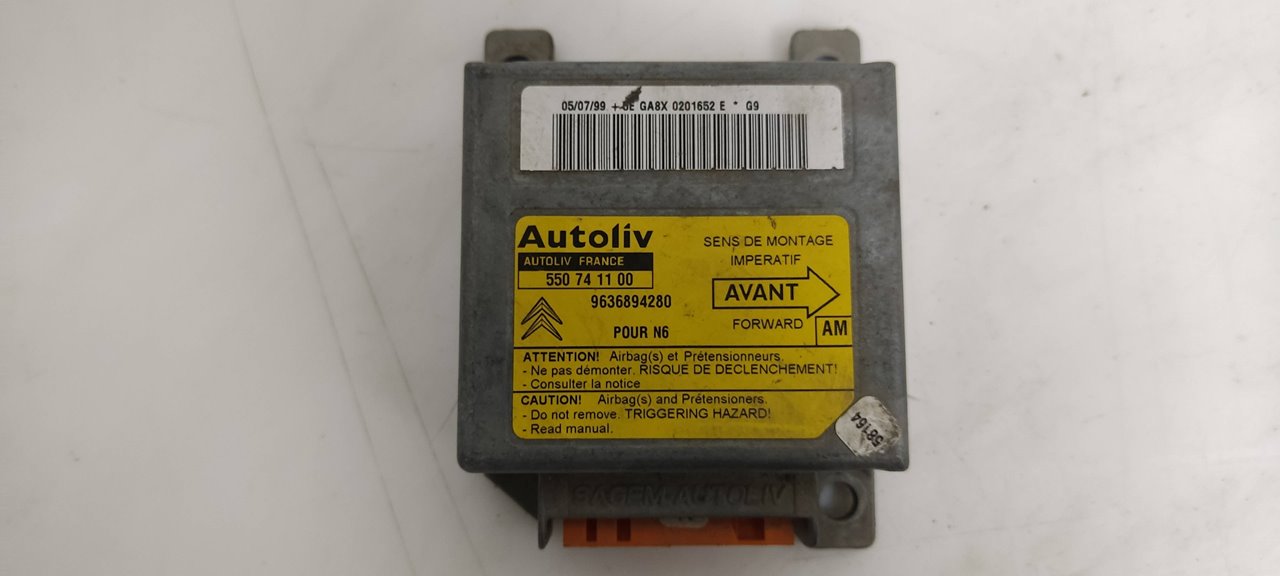 05/07/99 + GA8X 0201652 E * G9
Autoliv
AUTOLIV FRANCE
550 74 11 00
9636894280
POUR N6
SENS DE MONTAGE
IMPERATIF
AVANT
FORWARD
AM
ATTENTION! Airbag(s) et Prétensionneurs.
- Ne pas démonter. RISQUE DE DECLENCHEMENT!
- Consulter la notice
CAUTION! Airbag(s) and Prétensioners.
- Do not remove. TRIGGERING HAZARD!
- Read manual.
58164
SAGEM-AUTOLIV